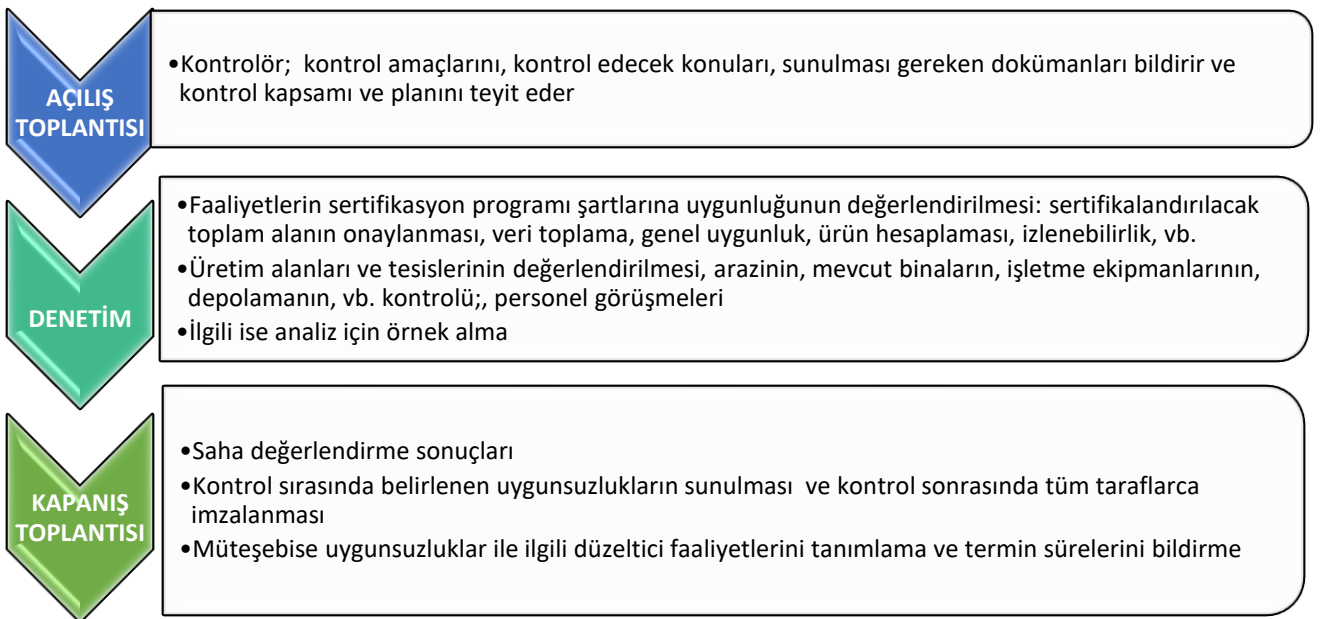 AÇILIŞ
TOPLANTISI
•Kontrolör;  kontrol amaçlarını, kontrol edecek konuları, sunulması gereken dokümanları bildirir ve
kontrol kapsamı ve planını teyit eder
DENETİM
•Faaliyetlerin sertifikasyon programı şartlarına uygunluğunun değerlendirilmesi: sertifikalandırılacak
toplam alanın onaylanması, veri toplama, genel uygunluk, ürün hesaplaması, izlenebilirlik, vb.
•Üretim alanları ve tesislerinin değerlendirilmesi, arazinin, mevcut binaların, işletme ekipmanlarının,
depolamanın, vb. kontrolü;, personel görüşmeleri
•İlgili ise analiz için örnek alma
KAPANIŞ
TOPLANTISI
•Saha değerlendirme sonuçları
•Kontrol sırasında belirlenen uygunsuzlukların sunulması  ve kontrol sonrasında tüm taraflarca
imzalanması
•Müteşebise uygunsuzluklar ile ilgili düzeltici faaliyetlerini tanımlama ve termin sürelerini bildirme